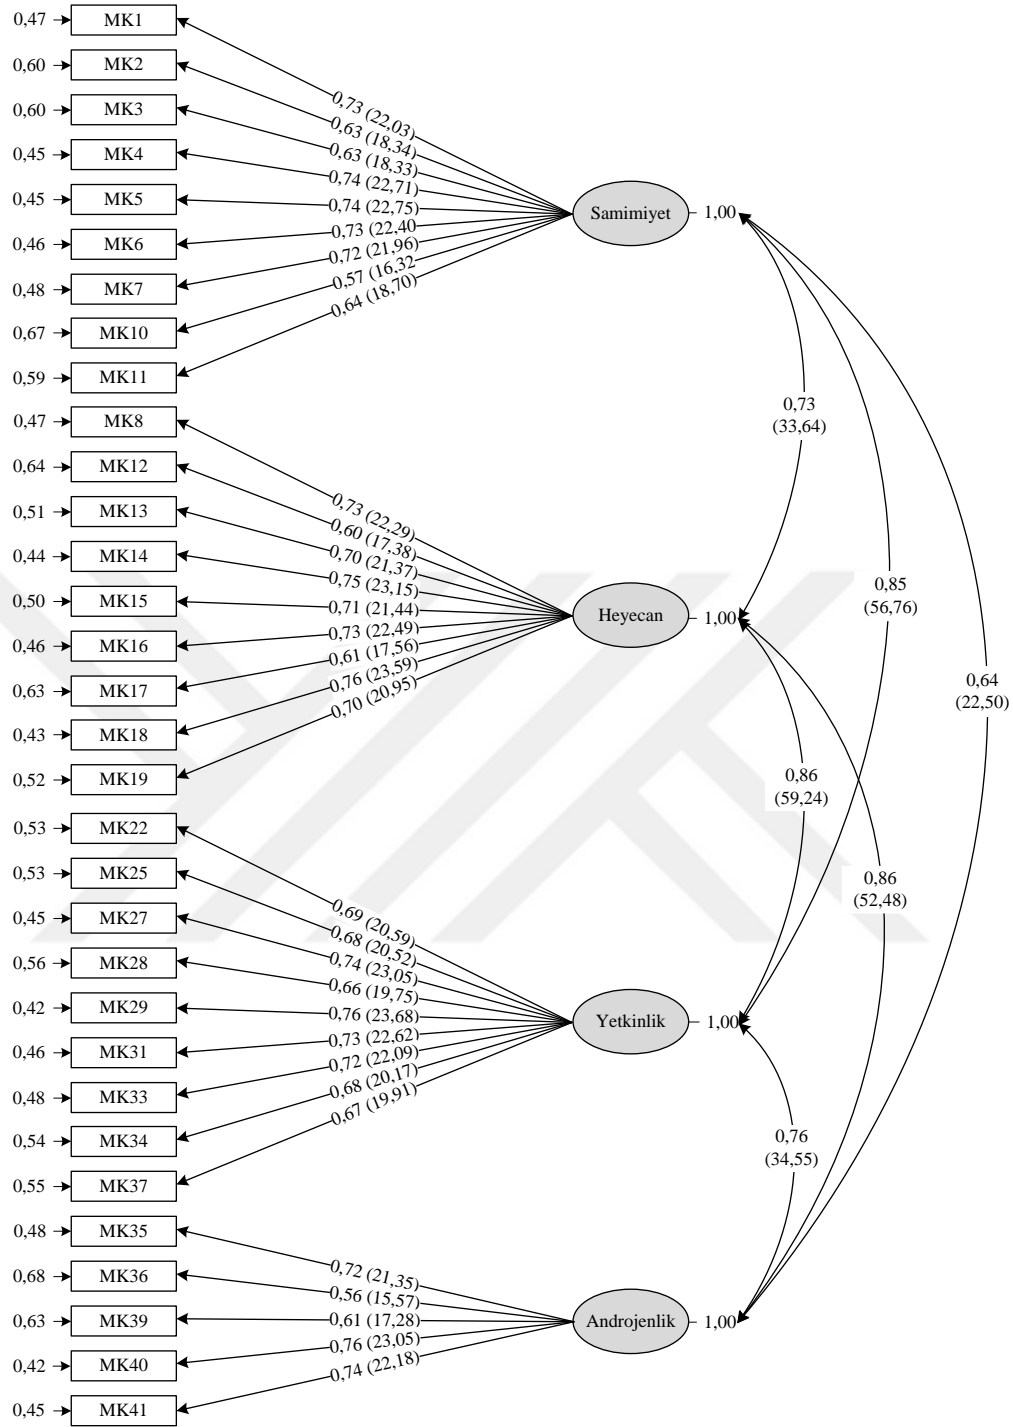 0,47 MK1
0,60 MK2
0,60 MK3
0,45 MK4
0,45 MK5
0,46 MK6
0,48 MK7
0,67 MK10
0,59 MK11
0,73 (22,03)
0,63 (18,34)
0,63 (18,33)
0,74 (22,71)
0,74 (22,75)
0,73 (22,40
0,72 (21,96)
0,57 (16,32
0,64 (18,70)
Samimiyet 1,00
0,47 MK8
0,64 MK12
0,51 MK13
0,44 MK14
0,50 MK15
0,46 MK16
0,63 MK17
0,43 MK18
0,52 MK19
0,73 (22,29)
0,60 (17,38)
0,70 (21,37)
0,75 (23,15)
0,71 (21,44)
0,73 (22,49)
0,61 (17,56)
0,76 (23,59)
0,70 (20,95)
Heyecan 1,00
0,53 MK22
0,53 MK25
0,45 MK27
0,56 MK28
0,42 MK29
0,46 MK31
0,48 MK33
0,54 MK34
0,55 MK37
0,69 (20,59)
0,68 (20,52)
0,74 (23,05)
0,66 (19,75)
0,76 (23,68)
0,73 (22,62)
0,72 (22,09)
0,68 (20,17)
0,67 (19,91)
Yetkinlik 1,00
0,48 MK35
0,68 MK36
0,63 MK39
0,42 MK40
0,45 MK41
0,72 (21,35)
0,56 (15,57)
0,61 (17,28)
0,76 (23,05)
0,74 (22,18)
Androjenlik 1,00
0,73
(33,64)
0,85
(56,76)
0,64
(22,50)
0,86
(59,24)
0,86
(52,48)
0,76
(34,55)